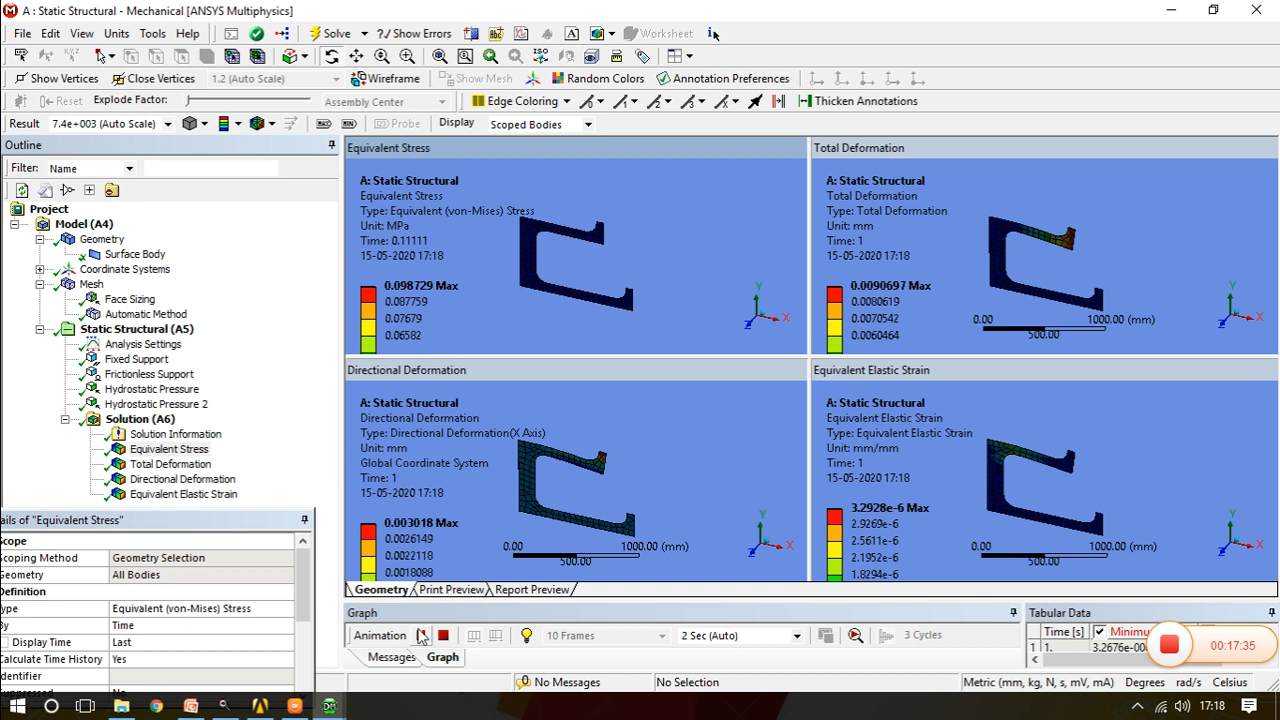 A : Static Structural - Mechanical [ANSYS Multiphysics]
File Edit View Units Tools Help Solve ?/ Show Errors Worksheet
Show Vertices Close Vertices 1.2 (Auto Scale) Wireframe Show Mesh Random Colors Annotation Preferences
Reset Explode Factor: Assembly Center Edge Coloring Thicken Annotations
Result 7.4e+003 (Auto Scale) Probe Display Scoped Bodies
Outline
Filter: Name
Project
Model (A4)
Geometry
Surface Body
Coordinate Systems
Mesh
Face Sizing
Automatic Method
Static Structural (A5)
Analysis Settings
Fixed Support
Frictionless Support
Hydrostatic Pressure
Hydrostatic Pressure 2
Solution (A6)
Solution Information
Equivalent Stress
Total Deformation
Directional Deformation
Equivalent Elastic Strain
ails of "Equivalent Stress"
Scope
Scoping Method Geometry Selection
Geometry All Bodies
Definition
Type Equivalent (von-Mises) Stress
By Time
Display Time Last
Calculate Time History Yes
Identifier
Suppressed No
Equivalent Stress
A: Static Structural
Equivalent Stress
Type: Equivalent (von-Mises) Stress
Unit: MPa
Time: 0.11111
15-05-2020 17:18
0.098729 Max
0.087759
0.07679
0.06582
Y
X
Z
Total Deformation
A: Static Structural
Total Deformation
Type: Total Deformation
Unit: mm
Time: 1
15-05-2020 17:18
0.0090697 Max
0.0080619
0.0070542
0.0060464
0.00 1000.00 (mm)
500.00
Y
X
Z
Directional Deformation
A: Static Structural
Directional Deformation
Type: Directional Deformation(X Axis)
Unit: mm
Global Coordinate System
Time: 1
15-05-2020 17:18
0.003018 Max
0.0026149
0.0022118
0.0018088
0.00 1000.00 (mm)
500.00
Y
X
Z
Equivalent Elastic Strain
A: Static Structural
Equivalent Elastic Strain
Type: Equivalent Elastic Strain
Unit: mm/mm
Time: 1
15-05-2020 17:18
3.2928e-6 Max
2.9269e-6
2.5611e-6
2.1952e-6
1.8294e-6
0.00 1000.00 (mm)
500.00
Y
X
Z
Geometry Print Preview Report Preview
Graph
Animation 10 Frames 2 Sec (Auto) 3 Cycles
Messages Graph
Tabular Data
Time [s]
1 1. 3.2676e-00
00:17:35
0 No Messages No Selection Metric (mm, kg, N, s, mV, mA) Degrees rad/s Celsius
17:18